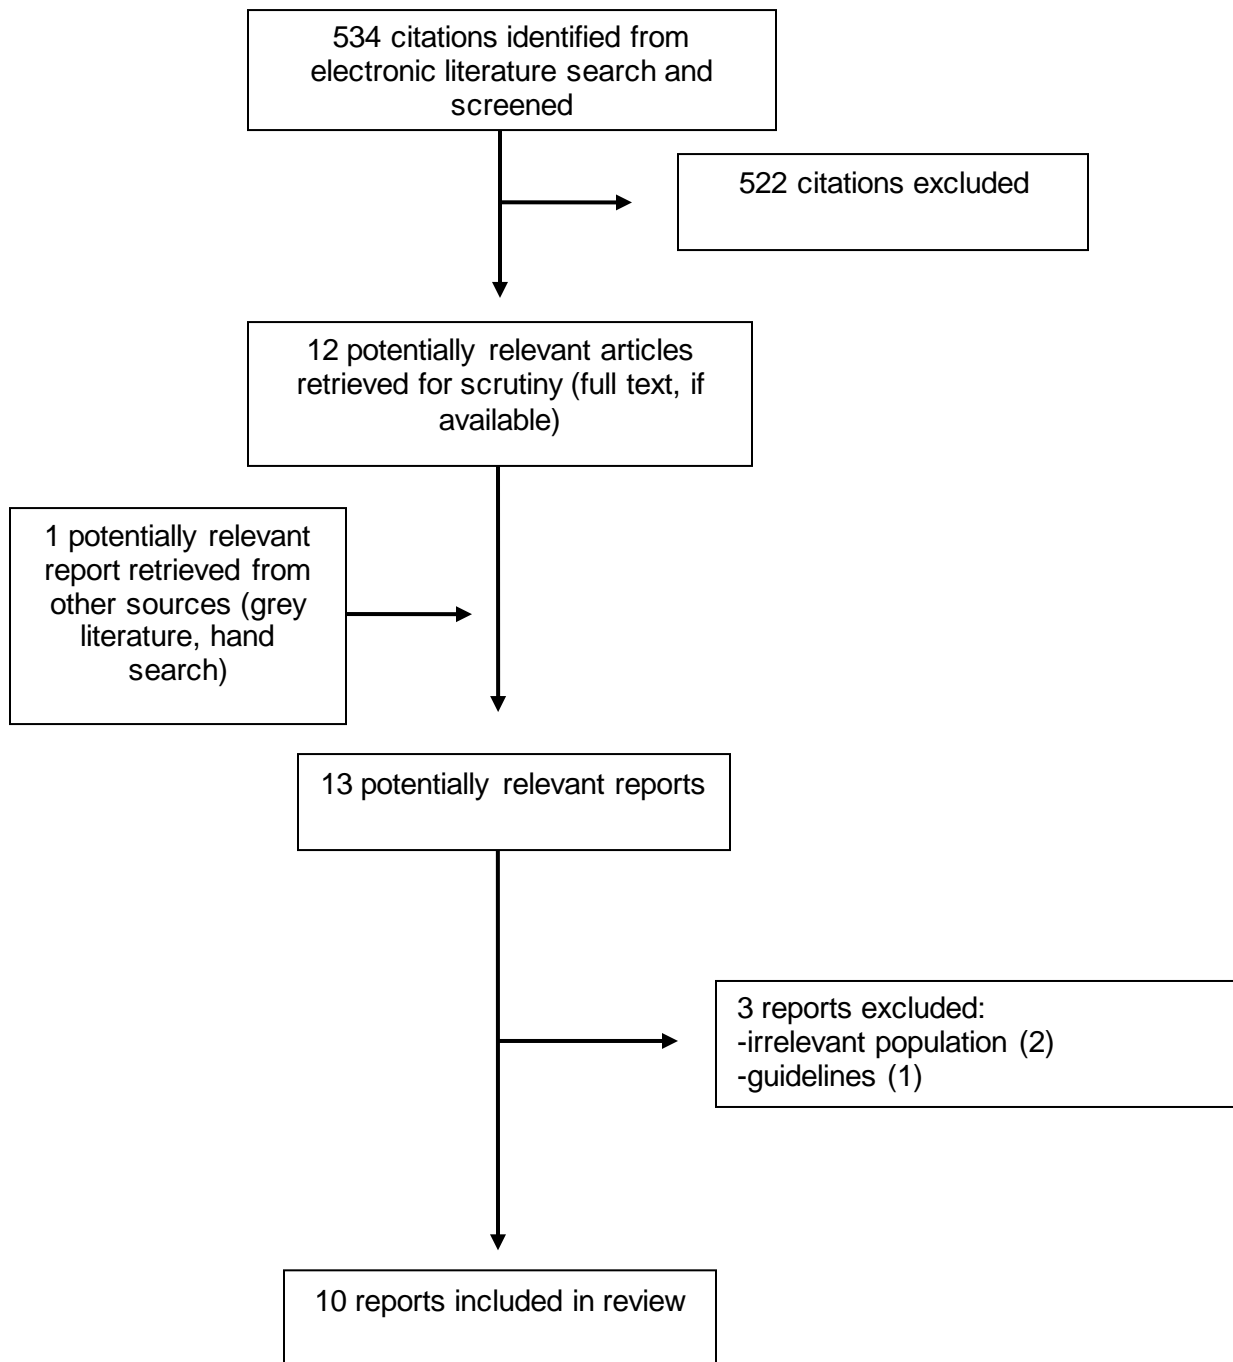 534 citations identified from
electronic literature search and
screened
522 citations excluded
12 potentially relevant articles
retrieved for scrutiny (full text, if
available)
1 potentially relevant
report retrieved from
other sources (grey
literature, hand
search)
13 potentially relevant reports
3 reports excluded:
-irrelevant population (2)
-guidelines (1)
10 reports included in review